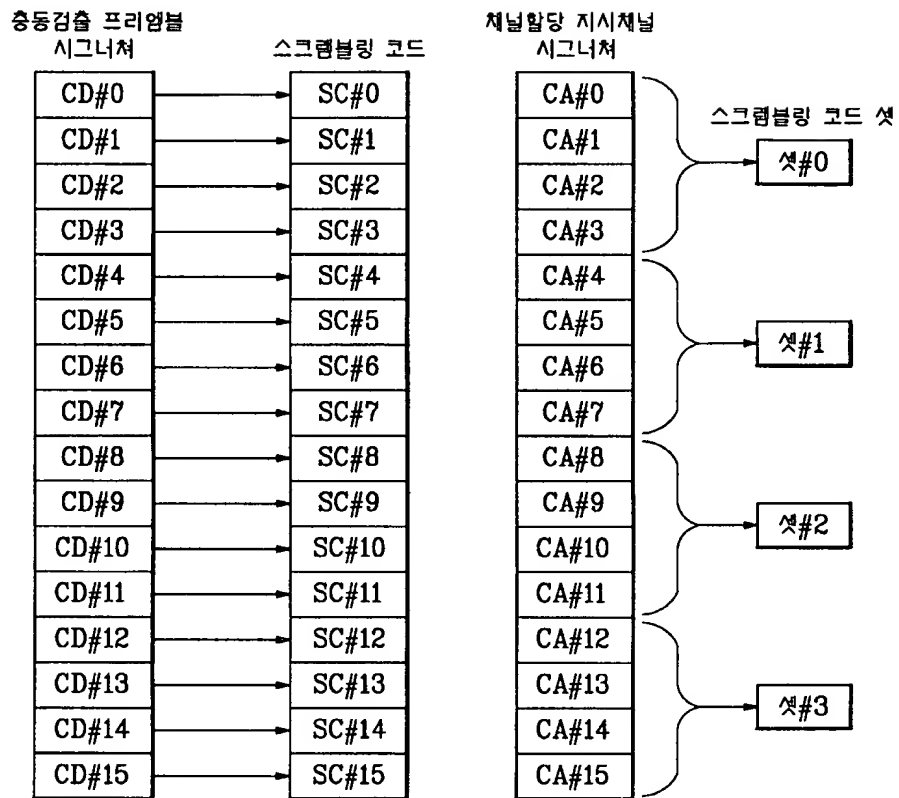 충동검출 프리앰블
시그너쳐
스크램블링 코드
CD#0 SC#0
CD#1 SC#1
CD#2 SC#2
CD#3 SC#3
CD#4 SC#4
CD#5 SC#5
CD#6 SC#6
CD#7 SC#7
CD#8 SC#8
CD#9 SC#9
CD#10 SC#10
CD#11 SC#11
CD#12 SC#12
CD#13 SC#13
CD#14 SC#14
CD#15 SC#15
채널할당 지시채널
시그너쳐
스크램블링 코드 셋
CA#0
CA#1
CA#2
CA#3
셋#0
CA#4
CA#5
CA#6
CA#7
셋#1
CA#8
CA#9
CA#10
CA#11
셋#2
CA#12
CA#13
CA#14
CA#15
셋#3